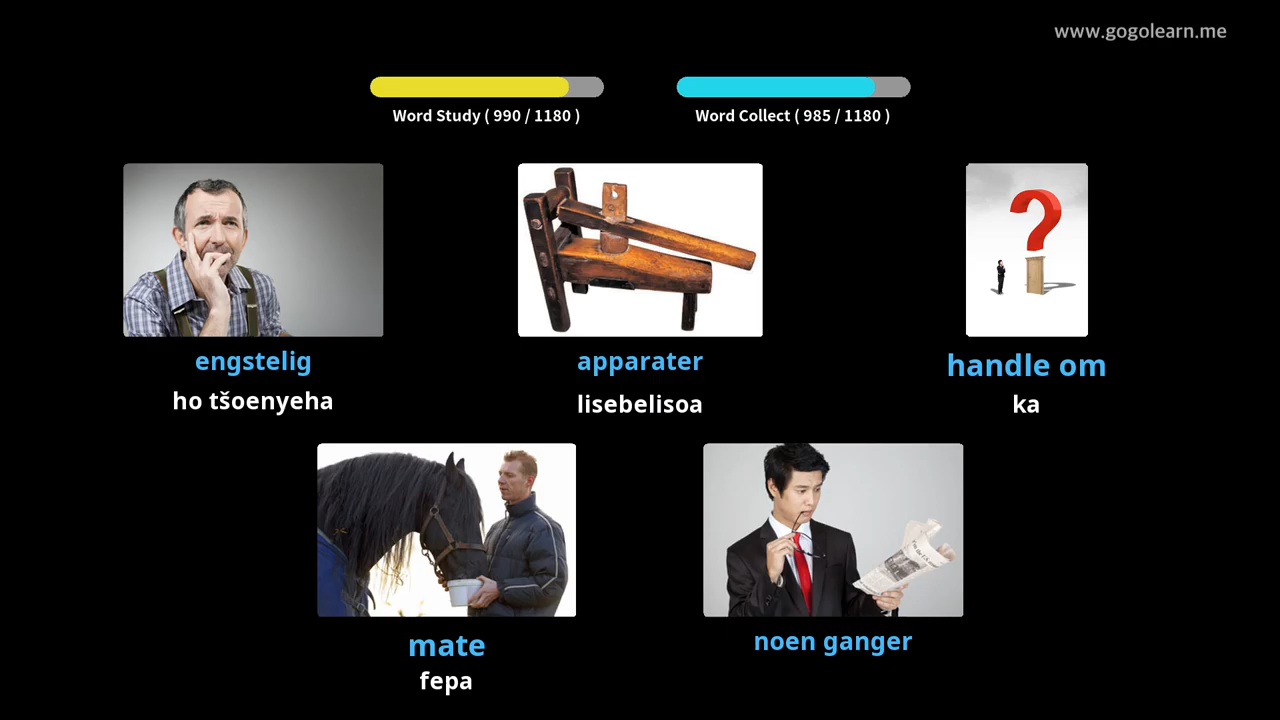 www.gogolearn.me
Word Study ( 990 / 1180 )
Word Collect ( 985 / 1180 )
engstelig
ho tšoenyeha
apparater
lisebelisoa
handle om
ka
mate
fepa
noen ganger